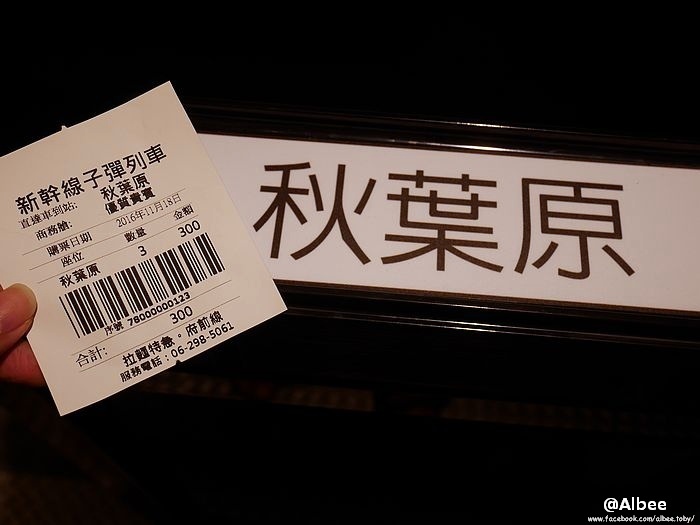 新幹線子彈列車
直達車到站: 秋葉原
商務艙: 優質貴賓
購票日期 2016年11月18日
座位 數量 金額
秋葉原 3 300
序號 78000000123
合計: 300
拉麵特急。府前線
服務電話：06-298-5061
秋葉原
@Albee
www.facebook.com/albee.toby/